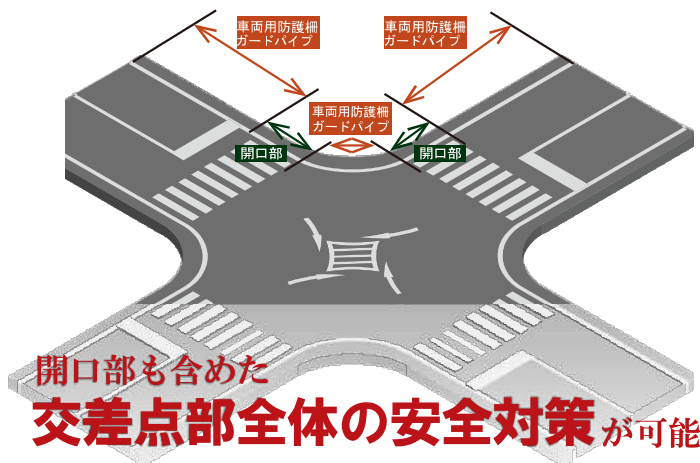 車両用防護柵
ガードパイプ
車両用防護柵
ガードパイプ
車両用防護柵
ガードパイプ
開口部
開口部
開口部も含めた
交差点部全体の安全対策が可能